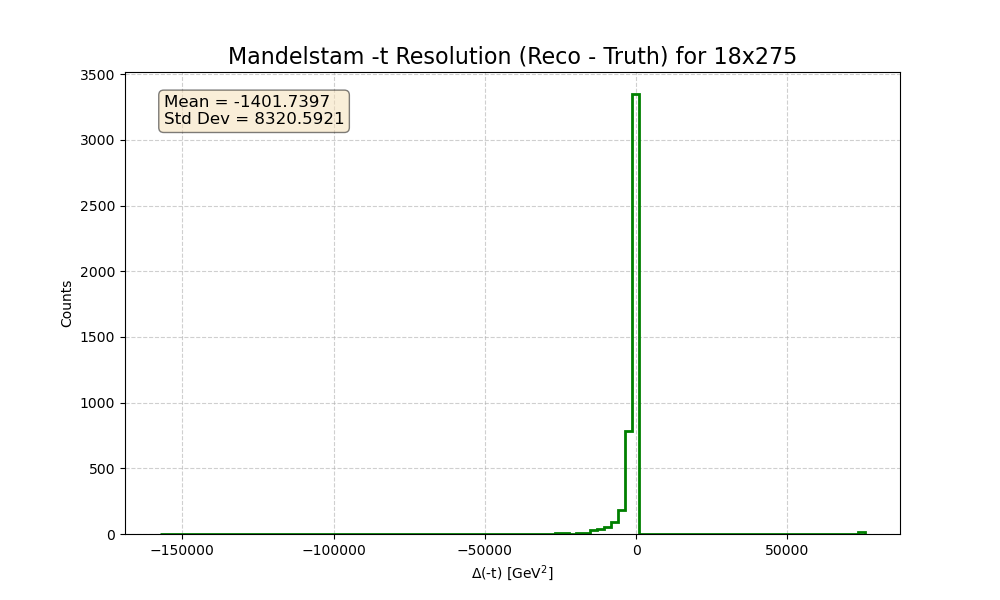 Mandelstam -t Resolution (Reco - Truth) for 18x275
Mean = -1401.7397
Std Dev = 8320.5921
3500
3000
2500
2000
1500
1000
500
0
Counts
−150000 −100000 −50000 0 50000
Δ(-t) [GeV²]